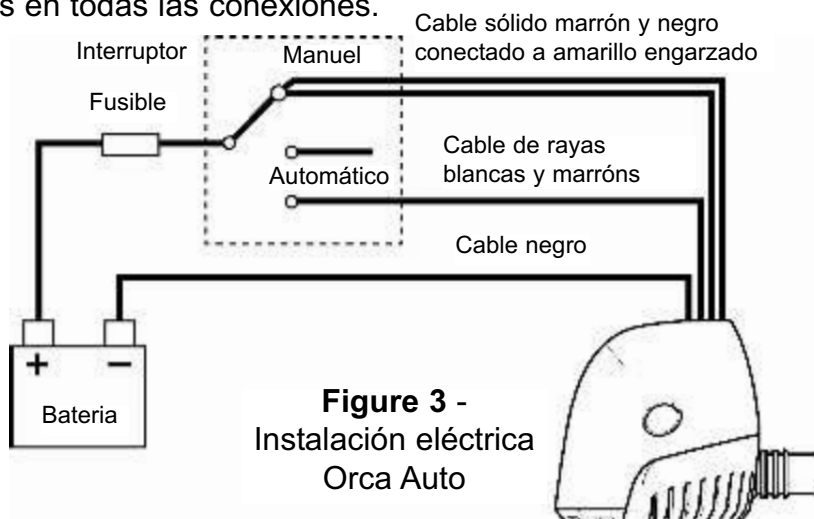 s en todas las conexiones.
Cable sólido marrón y negro
conectado a amarillo engarzado
Interruptor
Manuel
Fusible
Cable de rayas
blancas y marróns
Automático
Cable negro
+ −
Bateria
Figure 3 -
Instalación eléctrica
Orca Auto